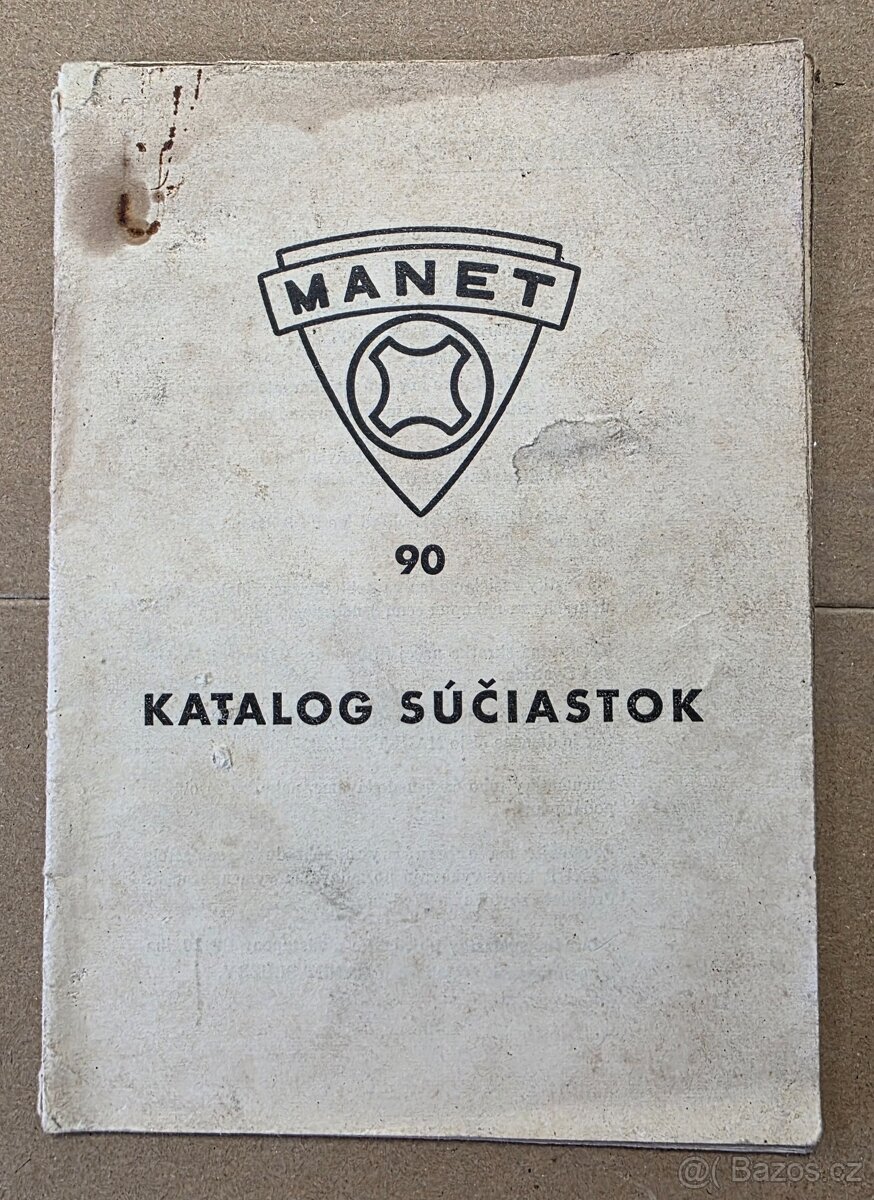 MANET
90
KATALOG SÚČIASTOK
@( Bazos.cz